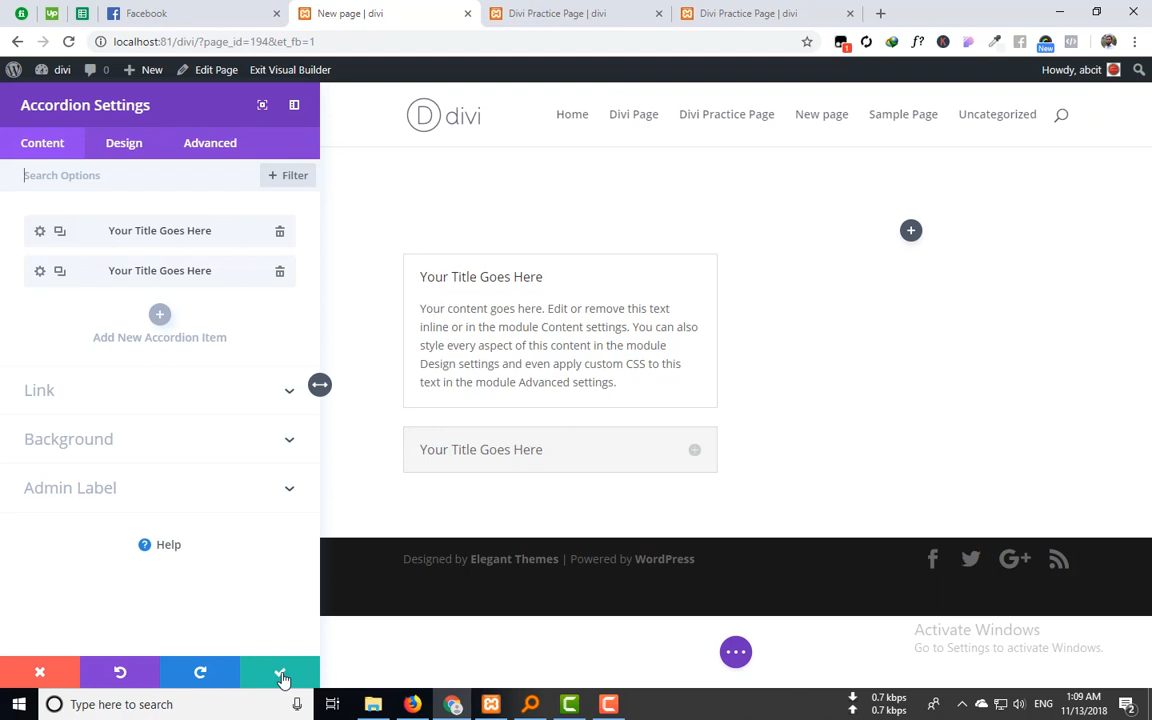 Facebook
New page | divi
Divi Practice Page | divi
Divi Practice Page | divi
localhost:81/divi/?page_id=194&et_fb=1
1
New
divi
0
New
Edit Page
Exit Visual Builder
Howdy, abcit
Accordion Settings
Content
Design
Advanced
Search Options
+ Filter
Your Title Goes Here
Your Title Goes Here
Add New Accordion Item
Link
Background
Admin Label
Help
D divi
Home
Divi Page
Divi Practice Page
New page
Sample Page
Uncategorized
Your Title Goes Here
Your content goes here. Edit or remove this text
inline or in the module Content settings. You can also
style every aspect of this content in the module
Design settings and even apply custom CSS to this
text in the module Advanced settings.
Your Title Goes Here
Designed by Elegant Themes | Powered by WordPress
Activate Windows
Go to Settings to activate Windows.
Type here to search
0.7 kbps
0.7 kbps
ENG
1:09 AM
11/13/2018
2